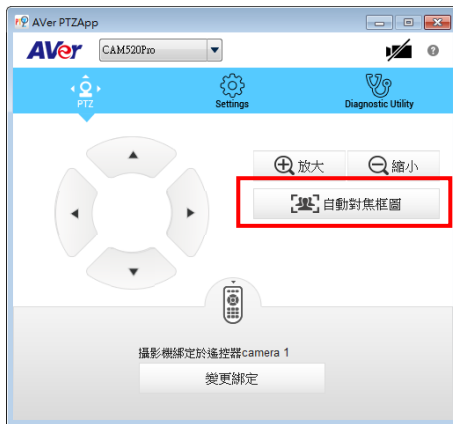 AVer PTZApp
AVer CAM520Pro
PTZ Settings Diagnostic Utility
放大 縮小
自動對焦框圖
攝影機綁定於遙控器camera 1
變更綁定